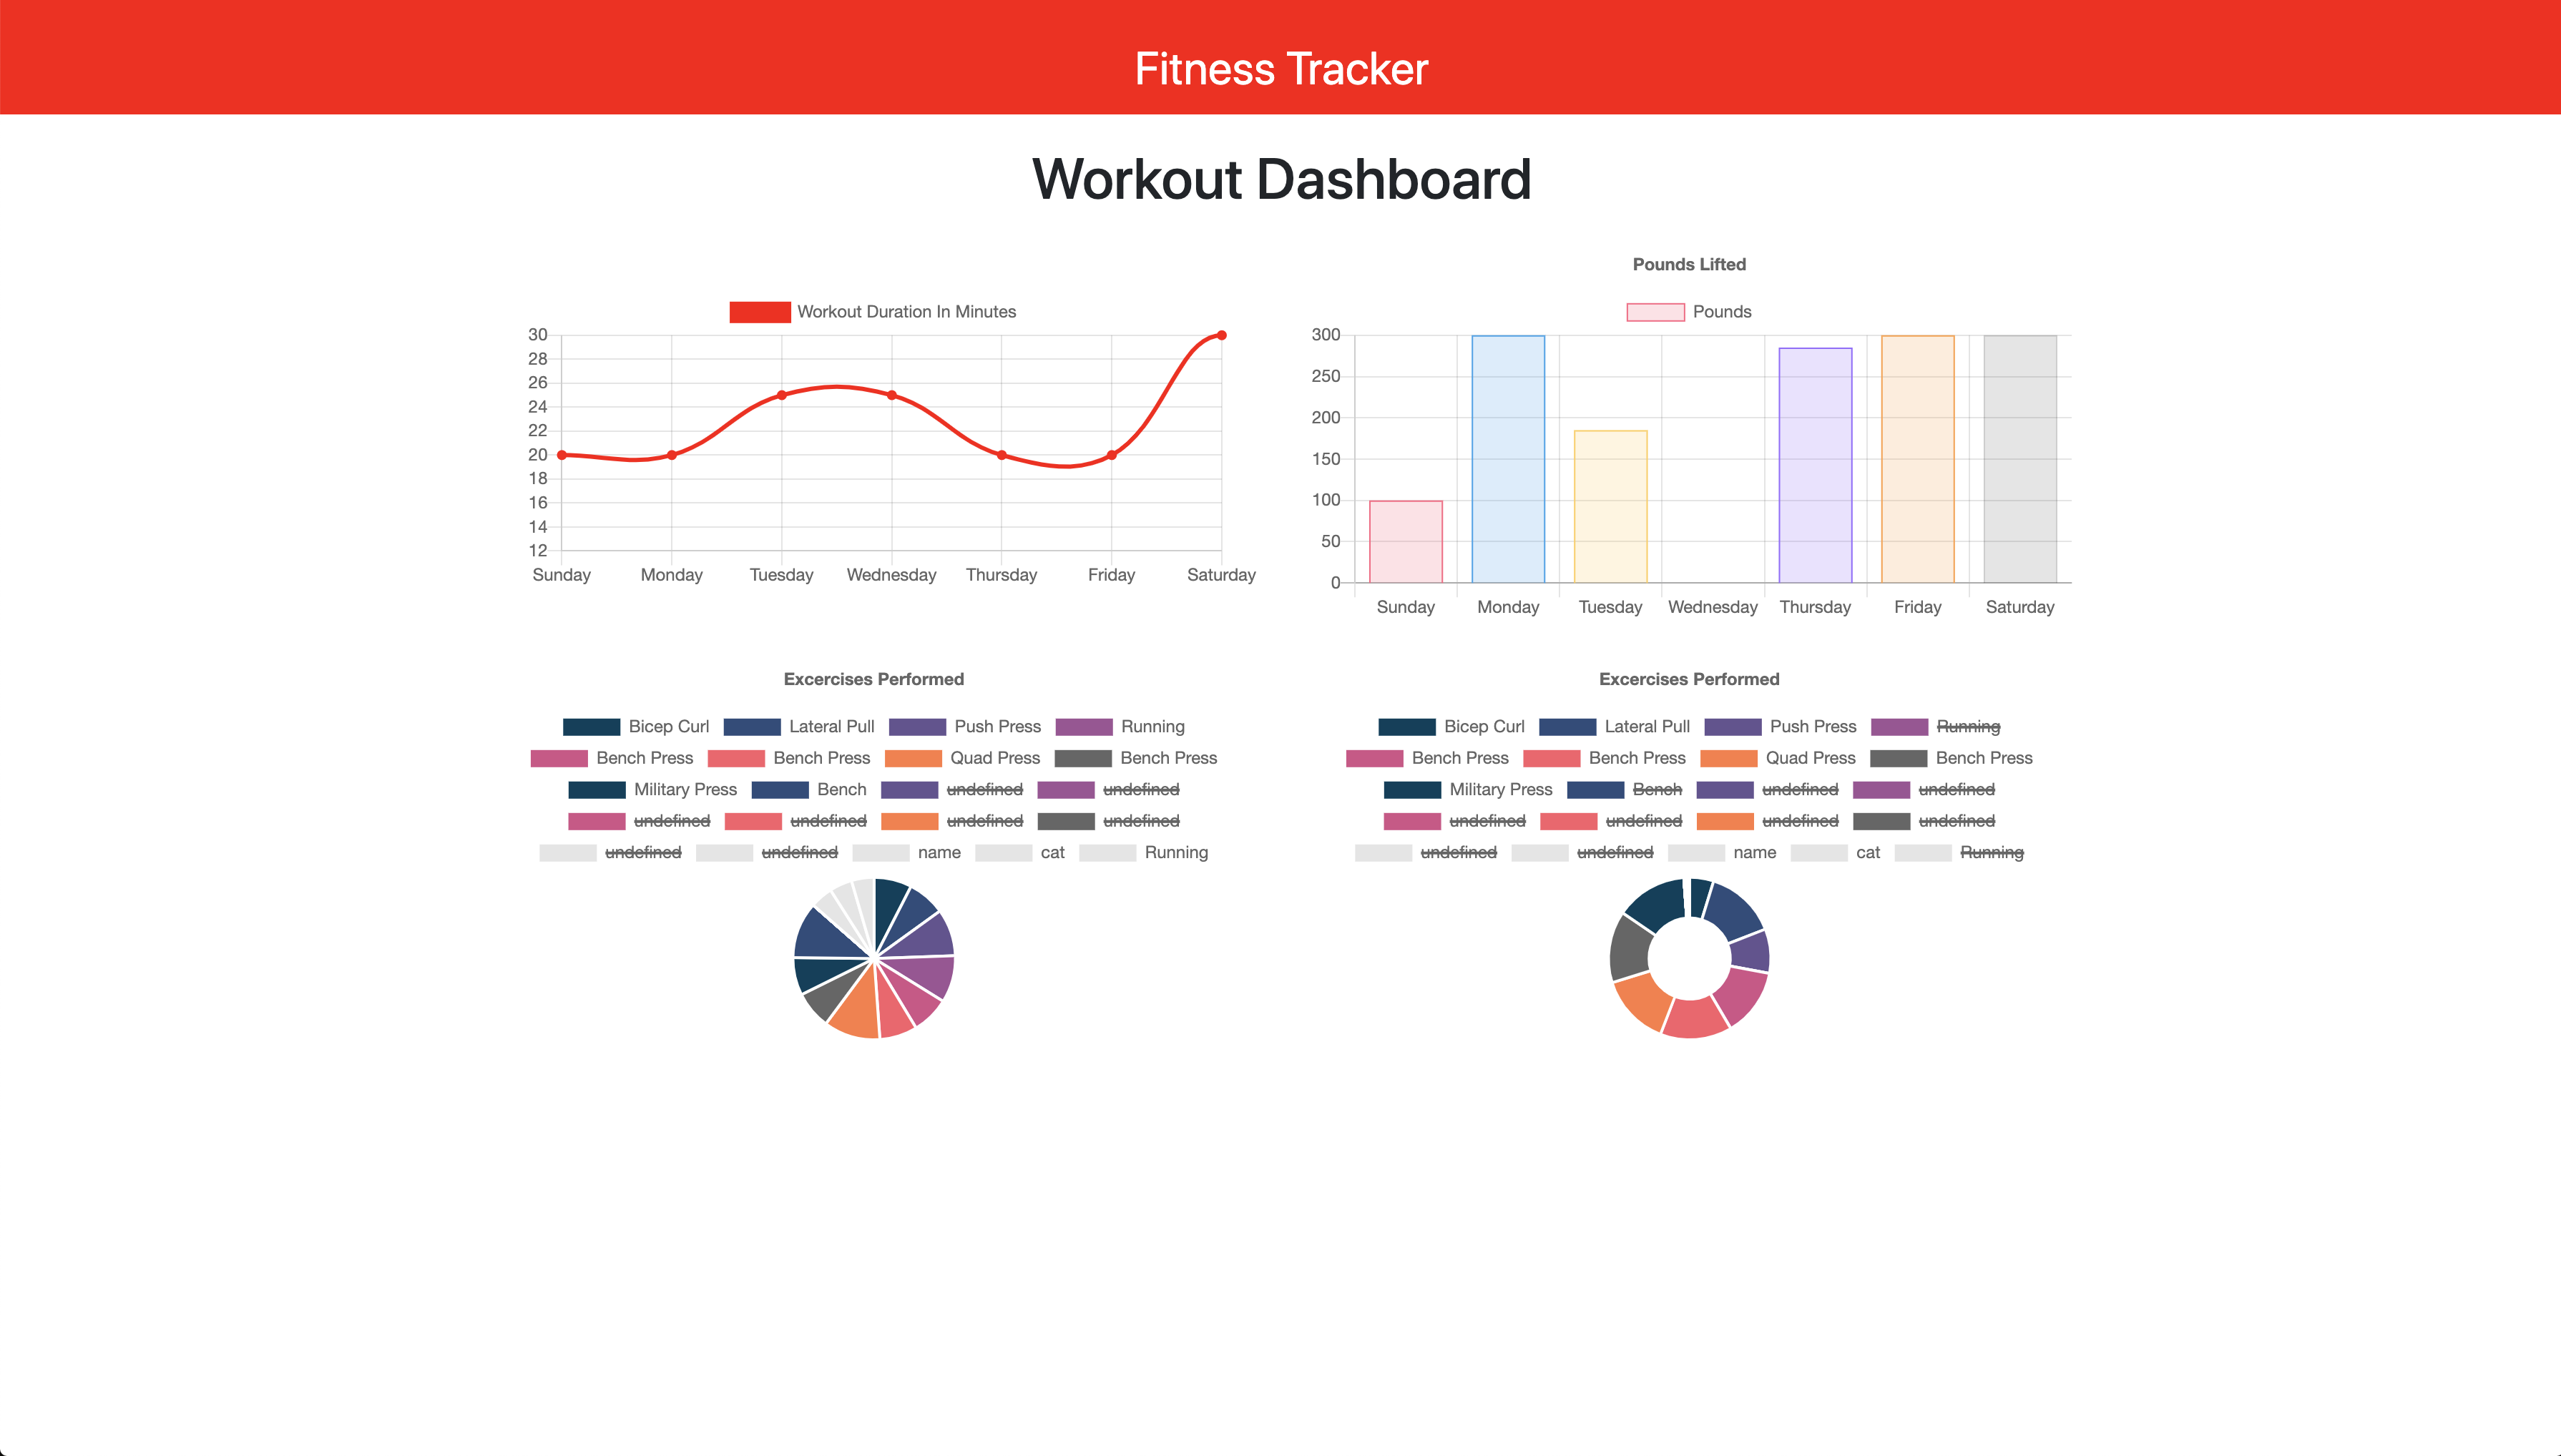 Fitness Tracker
Workout Dashboard
Workout Duration In Minutes
30
28
26
24
22
20
18
16
14
12
Sunday Monday Tuesday Wednesday Thursday Friday Saturday
Pounds Lifted
Pounds
300
250
200
150
100
50
0
Sunday Monday Tuesday Wednesday Thursday Friday Saturday
Excercises Performed
Bicep Curl Lateral Pull Push Press Running
Bench Press Bench Press Quad Press Bench Press
Military Press Bench undefined undefined
undefined undefined undefined undefined
undefined undefined name cat Running
Excercises Performed
Bicep Curl Lateral Pull Push Press Running
Bench Press Bench Press Quad Press Bench Press
Military Press Bench undefined undefined
undefined undefined undefined undefined
undefined undefined name cat Running